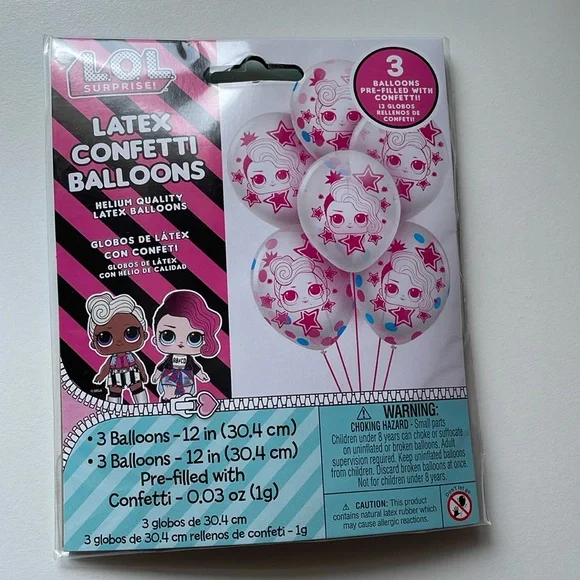 LOL
SURPRISE!
LATEX
CONFETTI
BALLOONS
HELIUM QUALITY
LATEX BALLOONS
GLOBOS DE LÁTEX
CON CONFETI
GLOBOS DE LÁTEX
CON HELIO DE CALIDAD
3
BALLOONS
PRE-FILLED WITH
CONFETTI!
¡3 GLOBOS
RELLENOS DE
CONFETI!
• 3 Balloons - 12 in (30.4 cm)
• 3 Balloons - 12 in (30.4 cm)
Pre-filled with
Confetti - 0.03 oz (1g)
3 globos de 30.4 cm
3 globos de 30.4 cm rellenos de confeti - 1g
WARNING:
CHOKING HAZARD - Small parts
Children under 8 years can choke or suffocate
on uninflated or broken balloons. Adult
supervision required. Keep uninflated balloons
from children. Discard broken balloons at once.
Not for children under 8 years.
CAUTION: This product
contains natural latex rubber which
may cause allergic reactions.